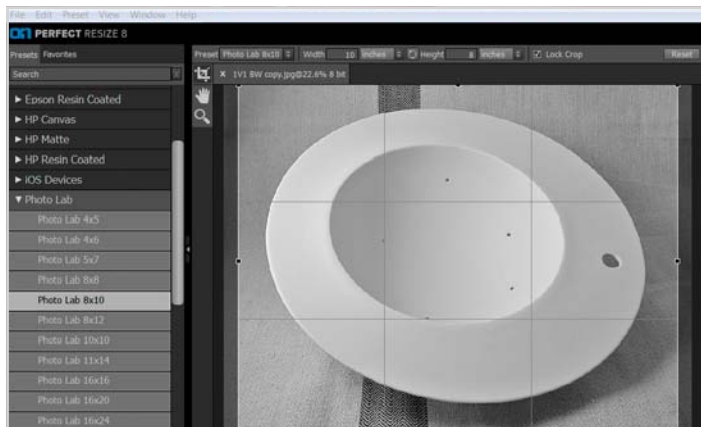 File Edit Preset View Window Help
on PERFECT RESIZE 8
Presets Favorites
Preset Photo Lab 8x10 Width 10 inches Height 8 inches Lock Crop Reset
Search
x 1V1 BW copy.jpg@22.6% 8 bit
Epson Resin Coated
HP Canvas
HP Matte
HP Resin Coated
iOS Devices
Photo Lab
Photo Lab 4x5
Photo Lab 4x6
Photo Lab 5x7
Photo Lab 8x8
Photo Lab 8x10
Photo Lab 8x12
Photo Lab 10x10
Photo Lab 11x14
Photo Lab 16x16
Photo Lab 16x20
Photo Lab 16x24